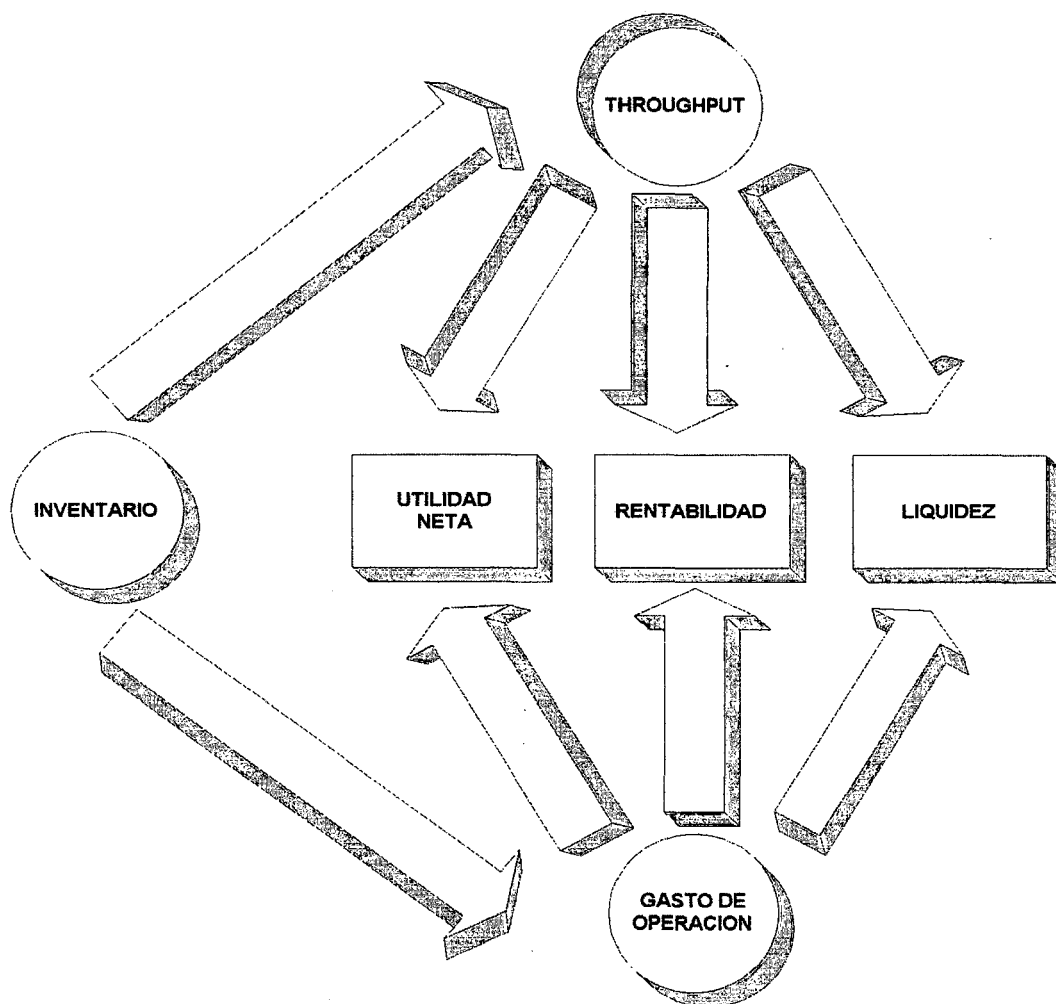 THROUGHPUT
INVENTARIO
UTILIDAD
NETA
RENTABILIDAD
LIQUIDEZ
GASTO DE
OPERACION